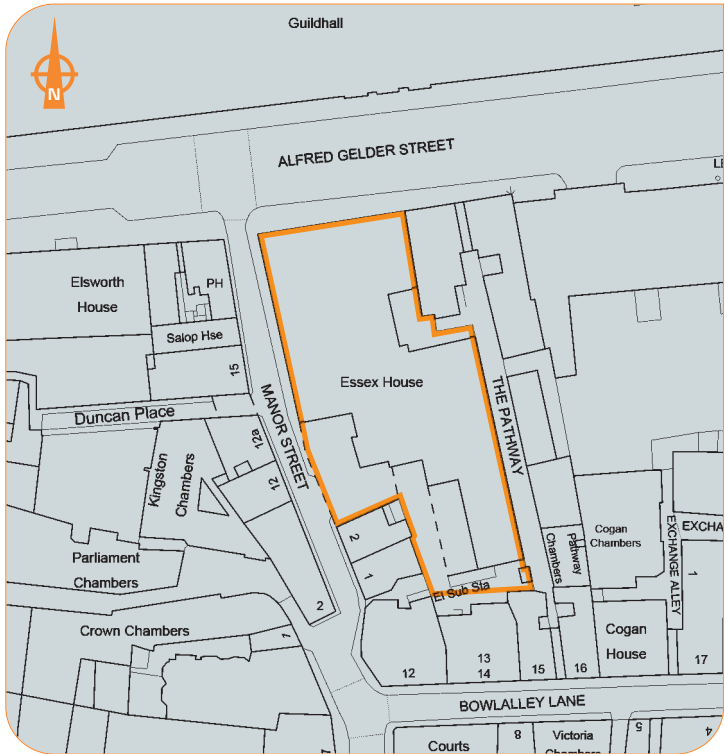 Guildhall
N
ALFRED GELDER STREET
Elsworth
House
PH
Salop Hse
15
Essex House
MANOR STREET
THE PATHWAY
Duncan Place
12a
12
Kingston
Chambers
2
1
Parliament
Chambers
2
Crown Chambers
El Sub Sta
Pathway
Chambers
Cogan
Chambers
EXCHANGE ALLEY
EXCHA
1
Cogan
House
12
13
14
15
16
17
BOWLALLEY LANE
Courts
8
Victoria
5
4